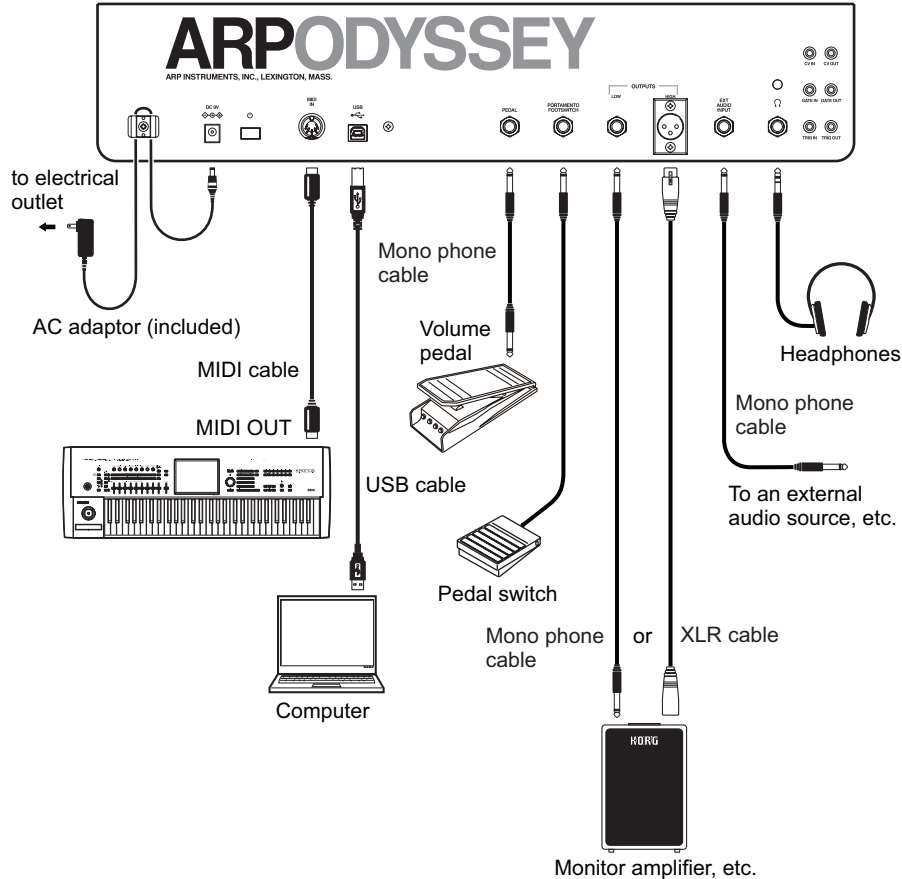 ARPODYSSEY
ARP INSTRUMENTS, INC., LEXINGTON, MASS.
DC 9V
MIDI
IN
USB
PEDAL
PORTAMENTO
FOOTSWITCH
OUTPUTS
LOW
HIGH
EXT
AUDIO
INPUT
CV IN
CV OUT
GATE IN
GATE OUT
TRIG IN
TRIG OUT
to electrical
outlet
AC adaptor (included)
MIDI cable
MIDI OUT
USB cable
Computer
Mono phone
cable
Volume
pedal
Pedal switch
Mono phone
cable
or
XLR cable
Headphones
Mono phone
cable
To an external
audio source, etc.
KORG
Monitor amplifier, etc.